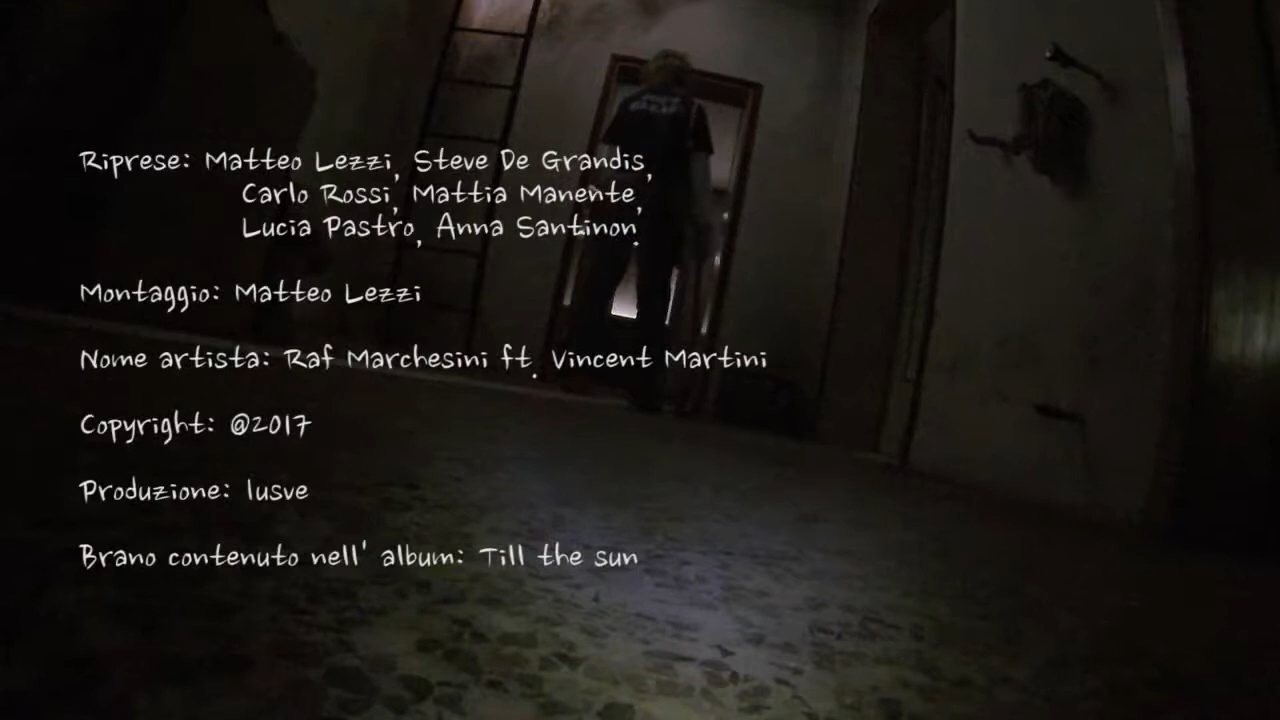 Riprese: Matteo Lezzi, Steve De Grandis,
Carlo Rossi, Mattia Manente,
Lucia Pastro, Anna Santinon.
Montaggio: Matteo Lezzi
Nome artista: Raf Marchesini ft. Vincent Martini
Copyright: @2017
Produzione: Iusve
Brano contenuto nell' album: Till the sun